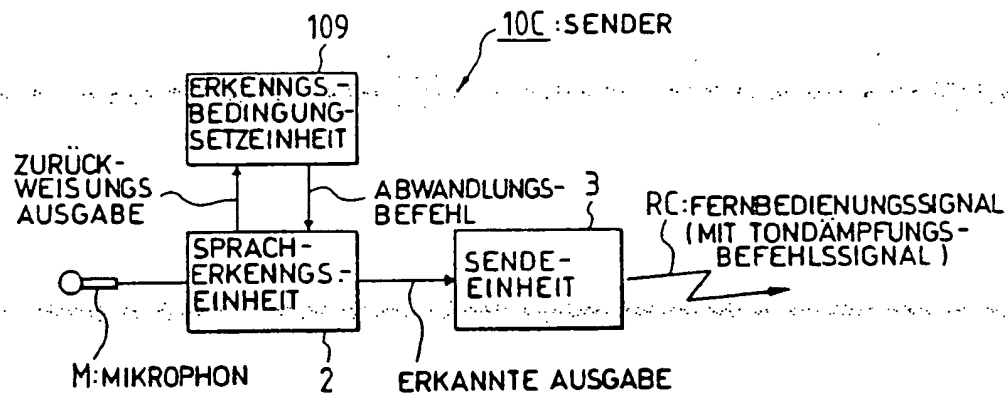 109
10C : SENDER
ERKENNGS.-
BEDINGUNG-
SETZEINHEIT
ZURÜCK-
WEISUNGS
AUSGABE
ABWANDLUNGS-
BEFEHL
3
RC: FERNBEDIENUNGSSIGNAL
(MIT TONDÄMPFUNGS-
BEFEHLSSIGNAL)
SPRACH-
ERKENNGS.-
EINHEIT
SENDE-
EINHEIT
M: MIKROPHON
2
ERKANNTE AUSGABE